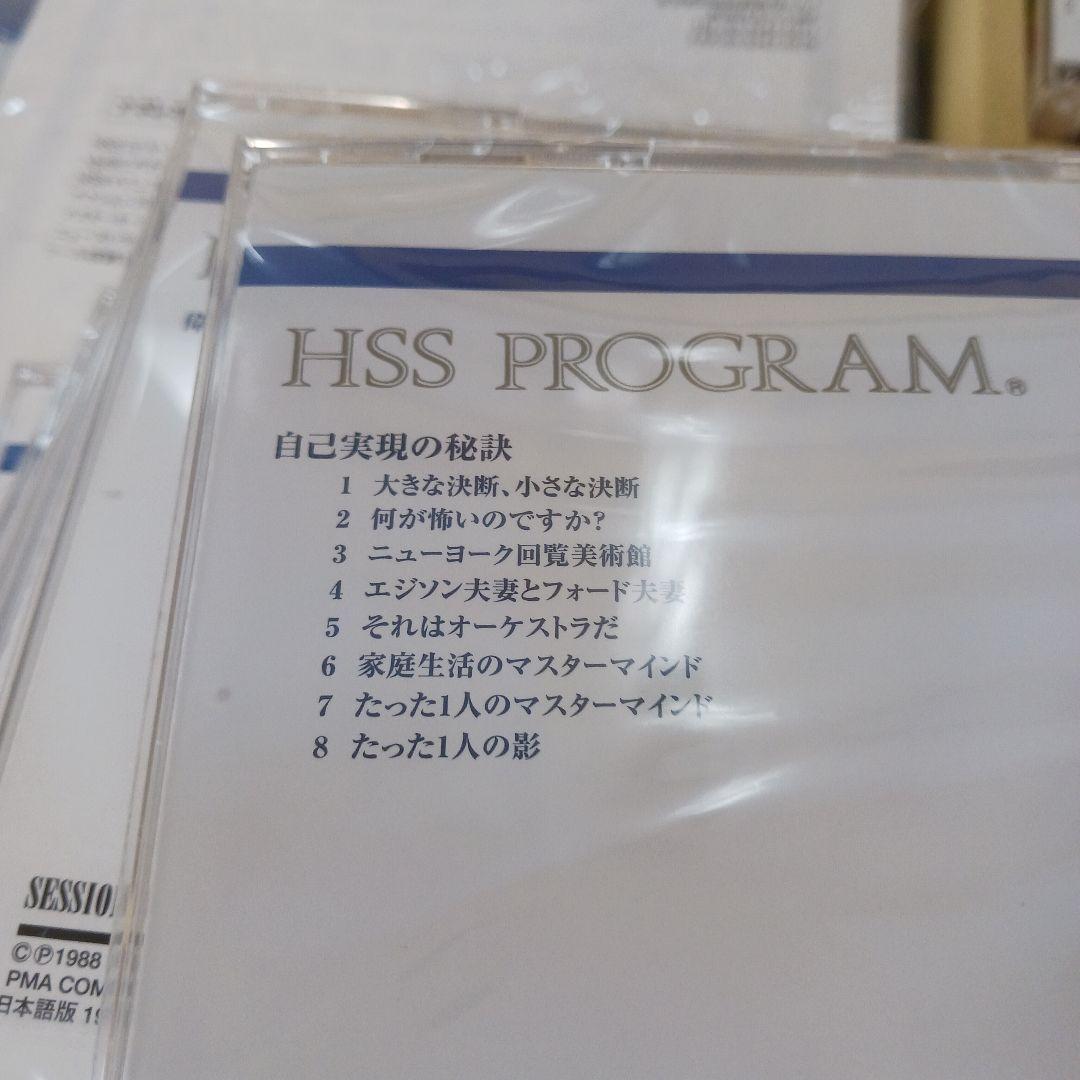 HSS PROGRAM®
自己実現の秘訣
1 大きな決断、小さな決断
2 何が怖いのですか?
3 ニューヨーク回覧美術館
4 エジソン夫妻とフォード夫妻
5 それはオーケストラだ
6 家庭生活のマスターマインド
7 たった1人のマスターマインド
8 たった1人の影
©℗1988
PMA
日本語版